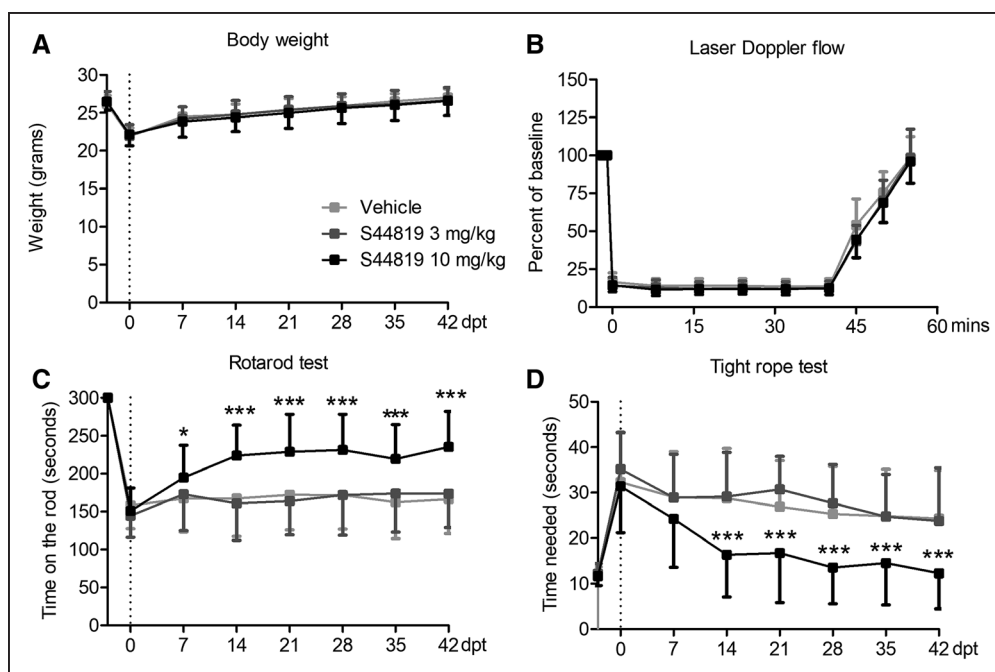 A
Body weight
Weight (grams)
30
25
20
15
10
5
0
Vehicle
S44819 3 mg/kg
S44819 10 mg/kg
0 7 14 21 28 35 42 dpt
B
Laser Doppler flow
Percent of baseline
150
125
100
75
50
25
0
0 15 30 45 60 mins
C
Rotarod test
Time on the rod (seconds)
300
250
200
150
100
50
0
* *** *** *** *** ***
0 7 14 21 28 35 42 dpt
D
Tight rope test
Time needed (seconds)
50
40
30
20
10
0
*** *** *** *** ***
0 7 14 21 28 35 42 dpt